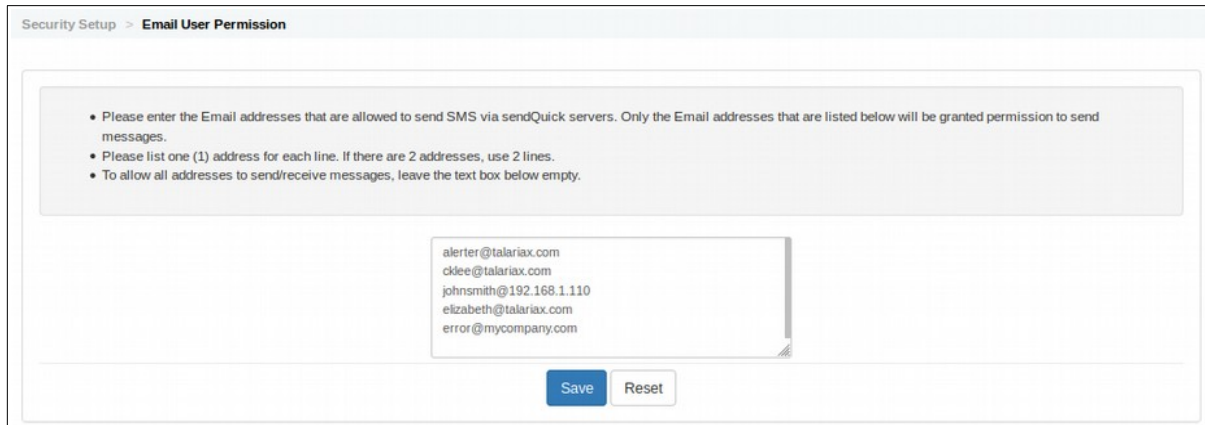 Security Setup > Email User Permission
• Please enter the Email addresses that are allowed to send SMS via sendQuick servers. Only the Email addresses that are listed below will be granted permission to send
messages.
• Please list one (1) address for each line. If there are 2 addresses, use 2 lines.
• To allow all addresses to send/receive messages, leave the text box below empty.
alerter@talariax.com
cklee@talariax.com
johnsmith@192.168.1.110
elizabeth@talariax.com
error@mycompany.com
Save Reset